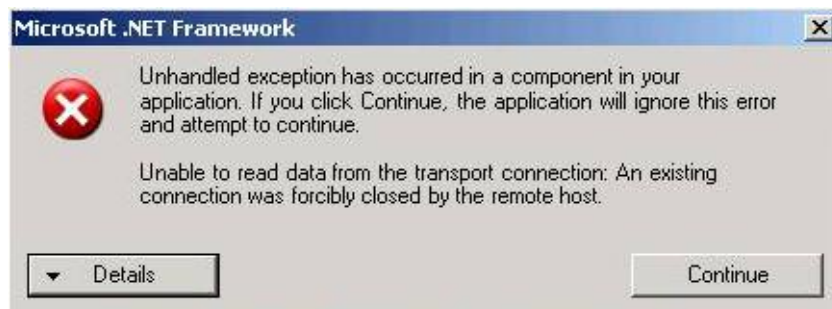 Microsoft .NET Framework
Unhandled exception has occurred in a component in your
application. If you click Continue, the application will ignore this error
and attempt to continue.
Unable to read data from the transport connection: An existing
connection was forcibly closed by the remote host.
Details
Continue